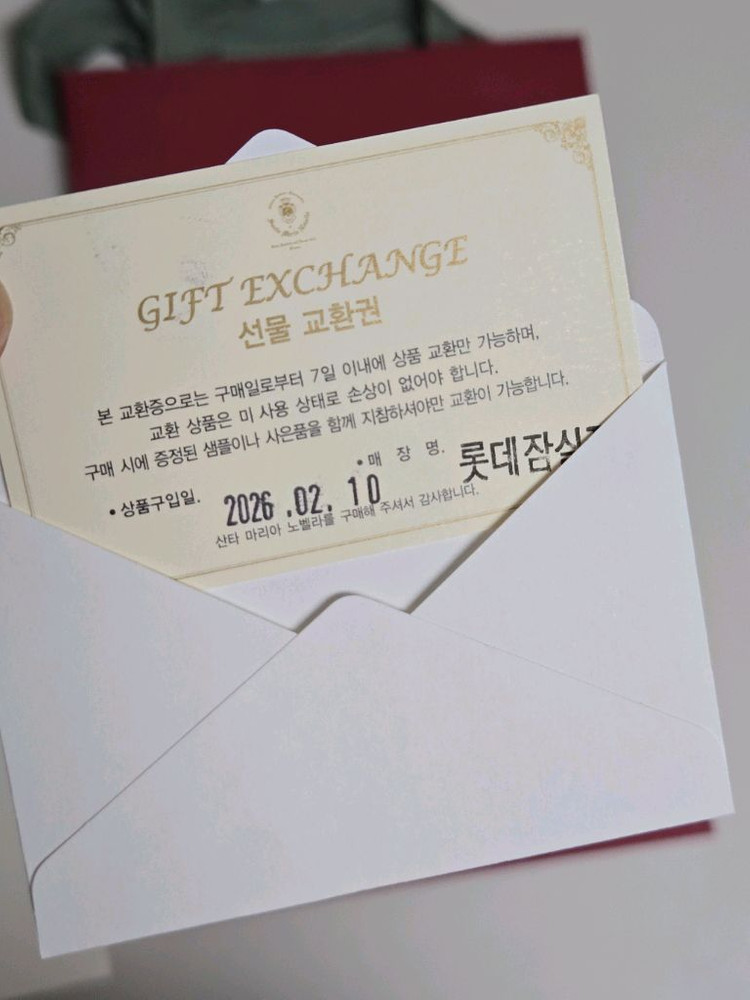 GIFT EXCHANGE
선물 교환권
본 교환증으로는 구매일로부터 7일 이내에 상품 교환만 가능하며,
교환 상품은 미 사용 상태로 손상이 없어야 합니다.
구매 시에 증정된 샘플이나 사은품을 함께 지참하셔야만 교환이 가능합니다.
•상품구입일. 2026.02.10 •매 장 명. 롯데잠실
산타 마리아 노벨라를 구매해 주셔서 감사합니다.